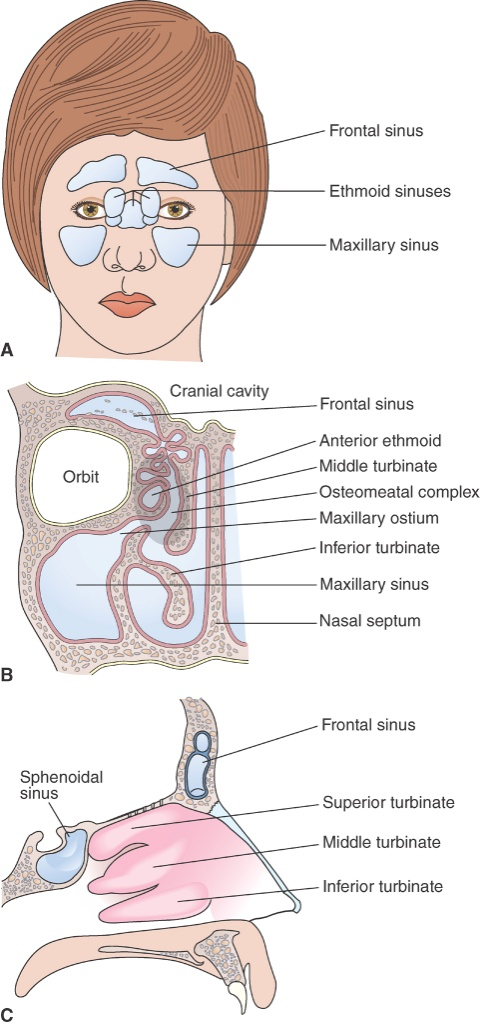 Frontal sinus
Ethmoid sinuses
Maxillary sinus
A
Cranial cavity
Frontal sinus
Anterior ethmoid
Orbit
Middle turbinate
Osteomeatal complex
Maxillary ostium
Inferior turbinate
Maxillary sinus
Nasal septum
B
Frontal sinus
Sphenoidal
sinus
Superior turbinate
Middle turbinate
Inferior turbinate
C